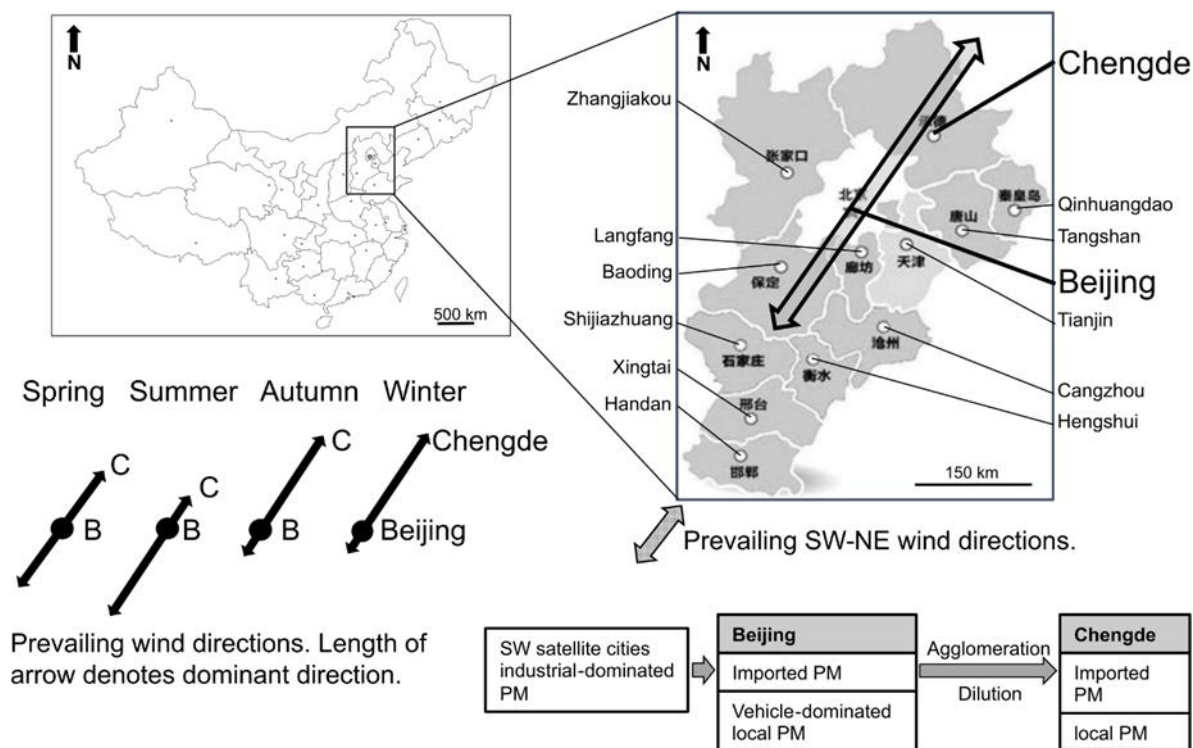 N
500 km
N
Zhangjiakou
Langfang
Baoding
Shijiazhuang
Xingtai
Handan
承德
张家口
北京
秦皇岛
唐山
廊坊
天津
保定
沧州
石家庄
衡水
邢台
邯郸
150 km
Chengde
Qinhuangdao
Tangshan
Beijing
Tianjin
Cangzhou
Hengshui
Spring Summer Autumn Winter
C
B
C
B
C
B
Chengde
Beijing
Prevailing wind directions. Length of
arrow denotes dominant direction.
Prevailing SW-NE wind directions.
SW satellite cities
industrial-dominated
PM
Beijing
Imported PM
Vehicle-dominated
local PM
Agglomeration
Dilution
Chengde
Imported
PM
local PM